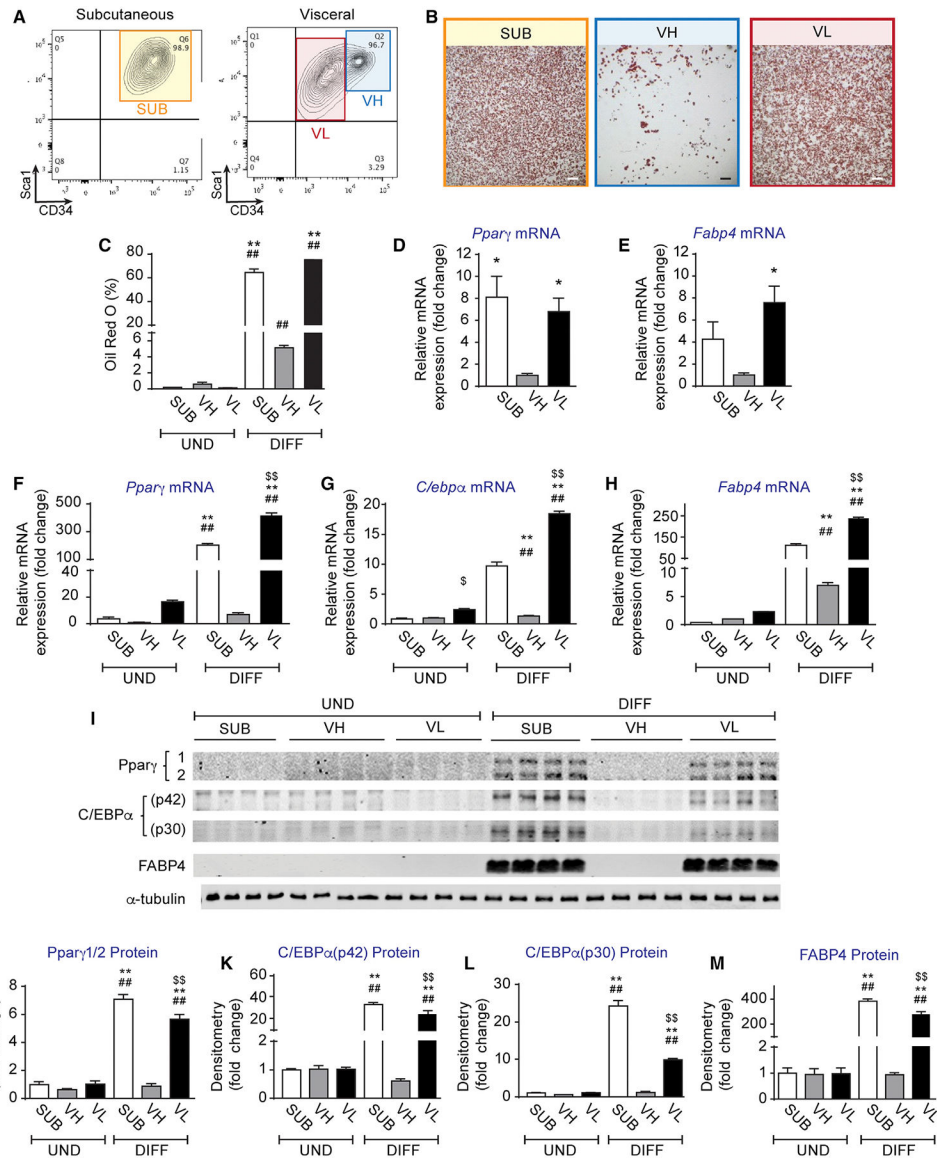 A
Subcutaneous
Visceral
Q5
0
Q6
98.9
SUB
Q8
0
Q7
1.15
Sca1
CD34
Q1
0
Q2
96.7
VH
VL
Q4
0
Q3
3.29
Sca1
CD34
B
SUB
VH
VL
C
Oil Red O (%)
80
60
40
20
6
4
2
0
**
##
##
**
##
SUB VH VL SUB VH VL
UND DIFF
D
Pparγ mRNA
Relative mRNA
expression (fold change)
12
10
8
6
4
2
0
* *
SUB VH VL
E
Fabp4 mRNA
Relative mRNA
expression (fold change)
12
10
8
6
4
2
0
*
SUB VH VL
F
Pparγ mRNA
Relative mRNA
expression (fold change)
500
300
100
40
20
0
**
##
$$
**
##
SUB VH VL SUB VH VL
UND DIFF
G
C/ebpα mRNA
Relative mRNA
expression (fold change)
20
15
10
5
0
$
**
##
$$
**
##
SUB VH VL SUB VH VL
UND DIFF
H
Fabp4 mRNA
Relative mRNA
expression (fold change)
250
150
50
10
5
0
**
##
$$
**
##
SUB VH VL SUB VH VL
UND DIFF
I
UND DIFF
SUB VH VL SUB VH VL
Pparγ 1
2
C/EBPα (p42)
(p30)
FABP4
α-tubulin
Pparγ1/2 Protein
8
6
4
2
0
**
##
$$
**
##
SUB VH VL SUB VH VL
UND DIFF
K
C/EBPα(p42) Protein
Densitometry
(fold change)
60
40
20
2
1
0
**
##
$$
**
##
SUB VH VL SUB VH VL
UND DIFF
L
C/EBPα(p30) Protein
Densitometry
(fold change)
30
20
10
0
**
##
$$
**
##
SUB VH VL SUB VH VL
UND DIFF
M
FABP4 Protein
Densitometry
(fold change)
400
200
2
1
0
**
##
$$
**
##
SUB VH VL SUB VH VL
UND DIFF